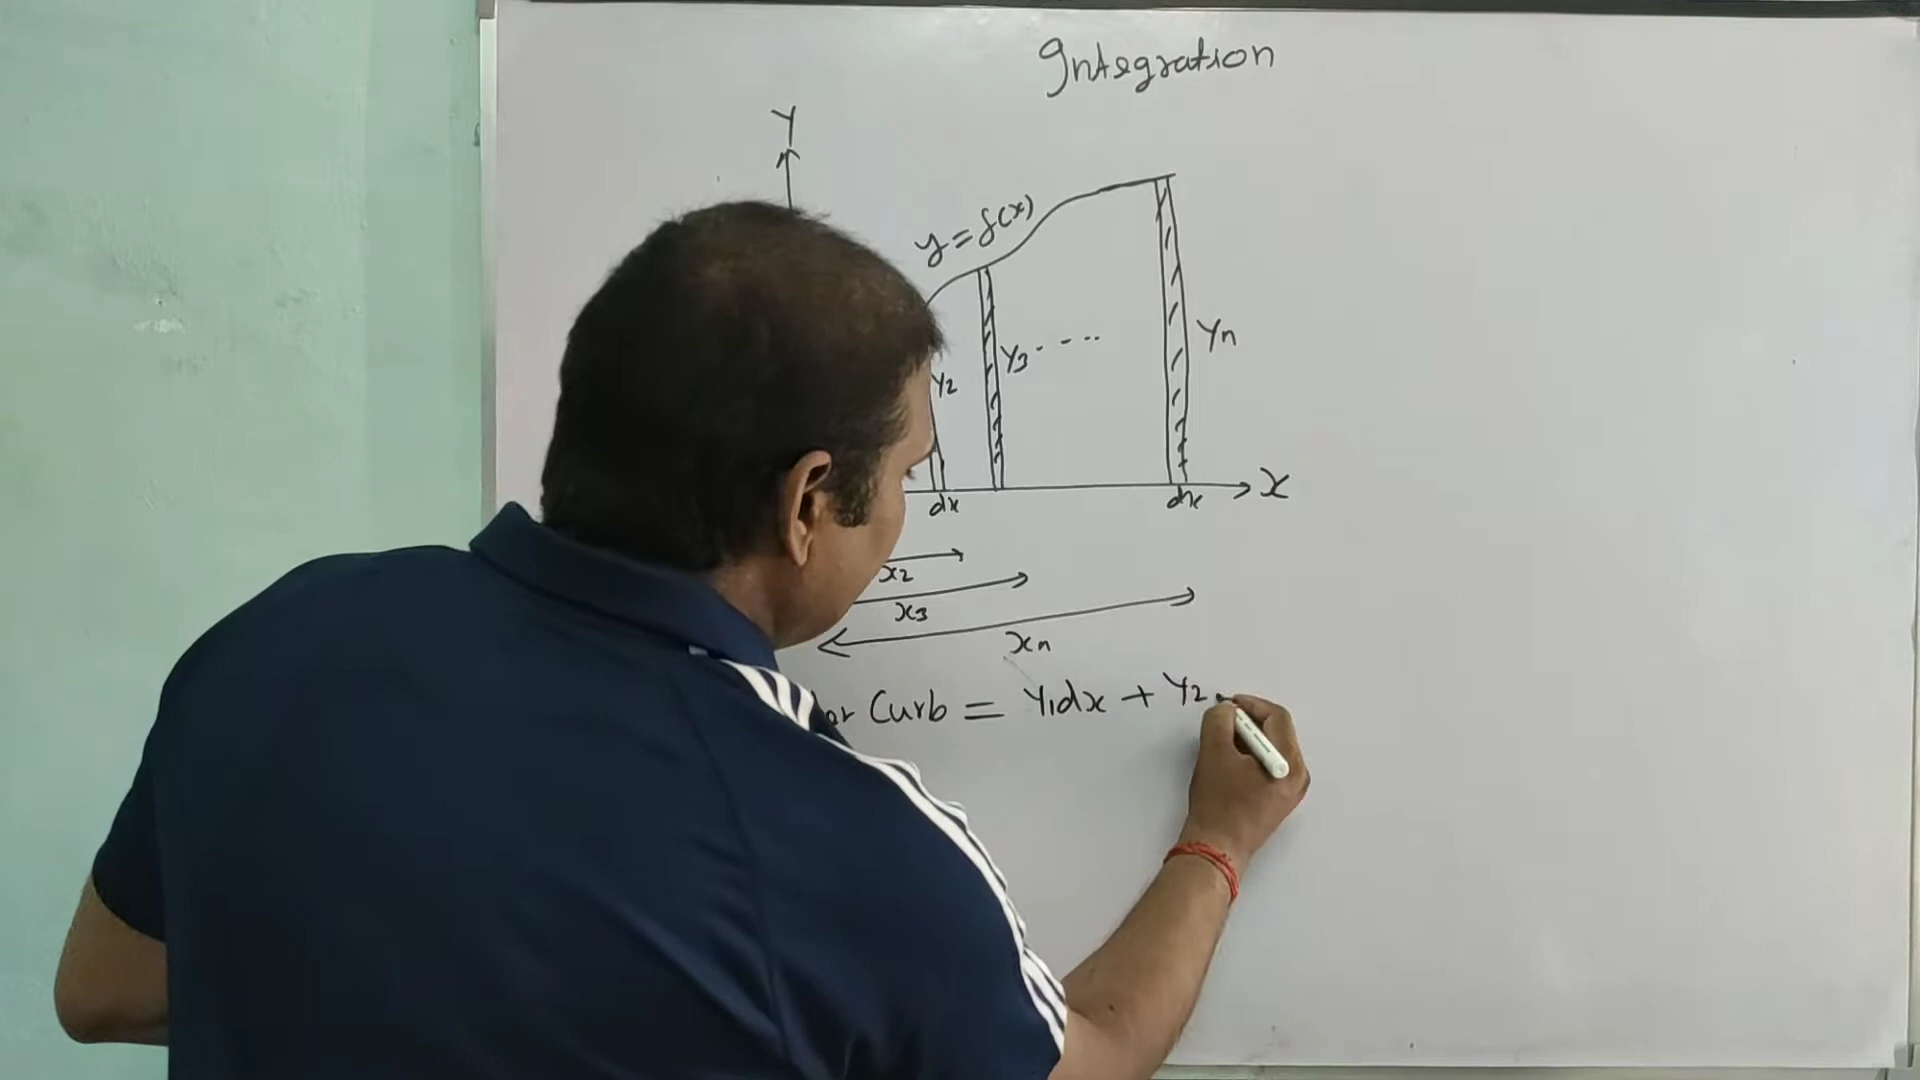 Integration
Y
y = f(x)
Y2
Y3 - - - -
Yn
dx
dx
X
x2
x3
xn
Curb = Y1dx + Y2